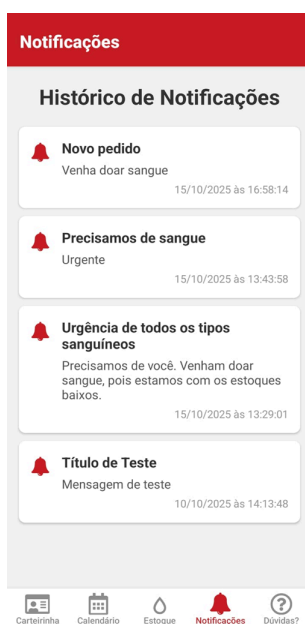 Notificações
Histórico de Notificações
Novo pedido
Venha doar sangue
15/10/2025 às 16:58:14
Precisamos de sangue
Urgente
15/10/2025 às 13:43:58
Urgência de todos os tipos
sanguíneos
Precisamos de você. Venham doar
sangue, pois estamos com os estoques
baixos.
15/10/2025 às 13:29:01
Título de Teste
Mensagem de teste
10/10/2025 às 14:13:48
Carteirinha
Calendário
Estoque
Notificações
Dúvidas?